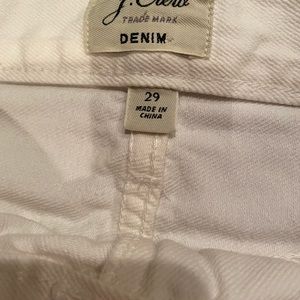 J.Crew
TRADE MARK
DENIM
29
MADE IN
CHINA